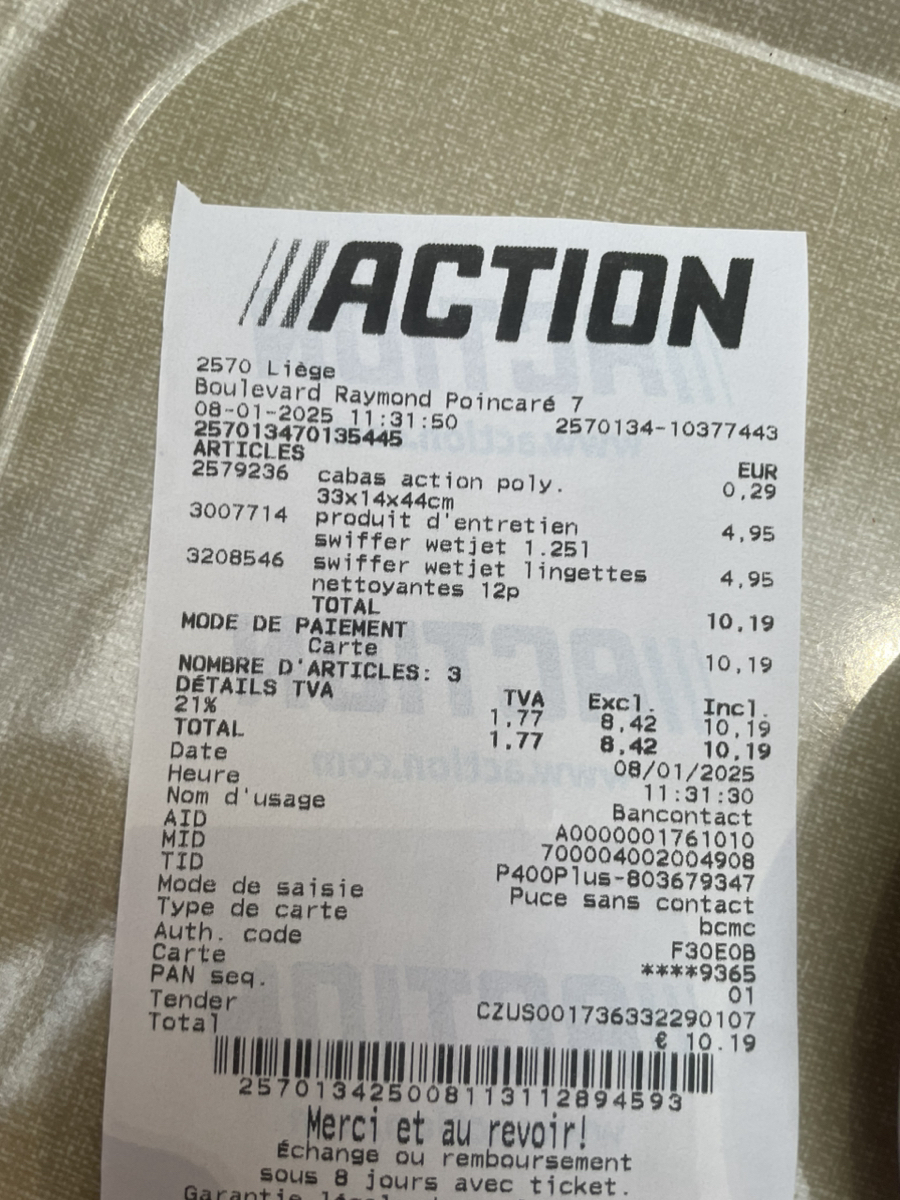 ///ACTION
2570 Liège
Boulevard Raymond Poincaré 7
08-01-2025 11:31:50 2570134-10377443
257013470135445
ARTICLES EUR
2579236 cabas action poly. 0,29
33x14x44cm
3007714 produit d'entretien 4,95
swiffer wetjet 1.25l
3208546 swiffer wetjet lingettes 4,95
nettoyantes 12p
TOTAL 10,19
MODE DE PAIEMENT
Carte 10,19
NOMBRE D'ARTICLES: 3
DÉTAILS TVA TVA Excl. Incl.
21% 1,77 8,42 10,19
TOTAL 1,77 8,42 10,19
Date 08/01/2025
Heure 11:31:30
Nom d'usage Bancontact
AID A0000001761010
MID 700004002004908
TID P400Plus-803679347
Mode de saisie Puce sans contact
Type de carte bcmc
Auth. code F30E0B
Carte ****9365
PAN seq. 01
Tender CZUS001736332290107
Total € 10.19
257013425008113112894593
Merci et au revoir!
Échange ou remboursement
sous 8 jours avec ticket.
Garantie